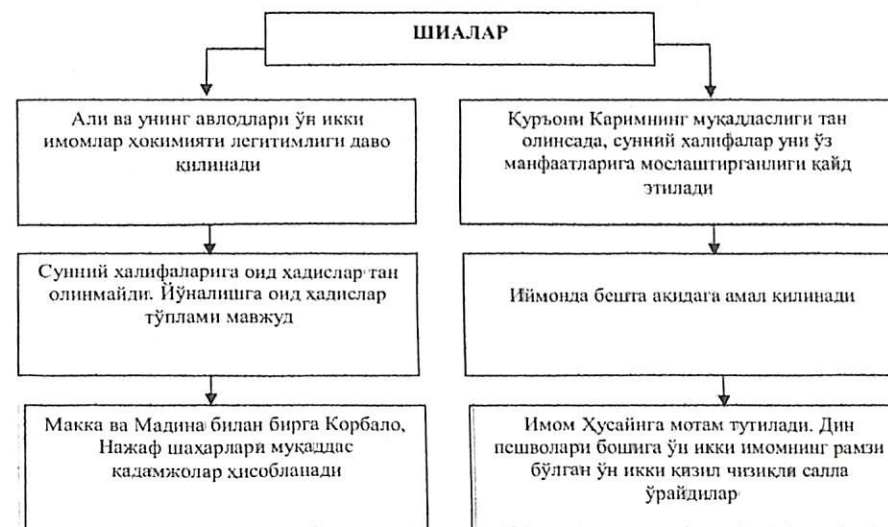 ШИАЛАР
Али ва унинг авлодлари ўн икки
имомлар ҳокимияти легитимлиги даво
қилинади
Сунний халифаларига оид ҳадислар тан
олинмайди. Йўналишга оид ҳадислар
тўплами мавжуд
Макка ва Мадина билан бирга Корбало,
Нажаф шаҳарлари муқаддас
қадамжолар ҳисобланади
Қуръони Каримнинг муқаддаслиги тан
олинсада, сунний халифалар уни ўз
манфаатларига мослаштирганлиги қайд
этилади
Иймонда бешта ақидага амал қилинади
Имом Ҳусайнга мотам тутилади. Дин
пешволари бошига ўн икки имомнинг рамзи
бўлган ўн икки қизил чизиқли салла
ўрайдилар